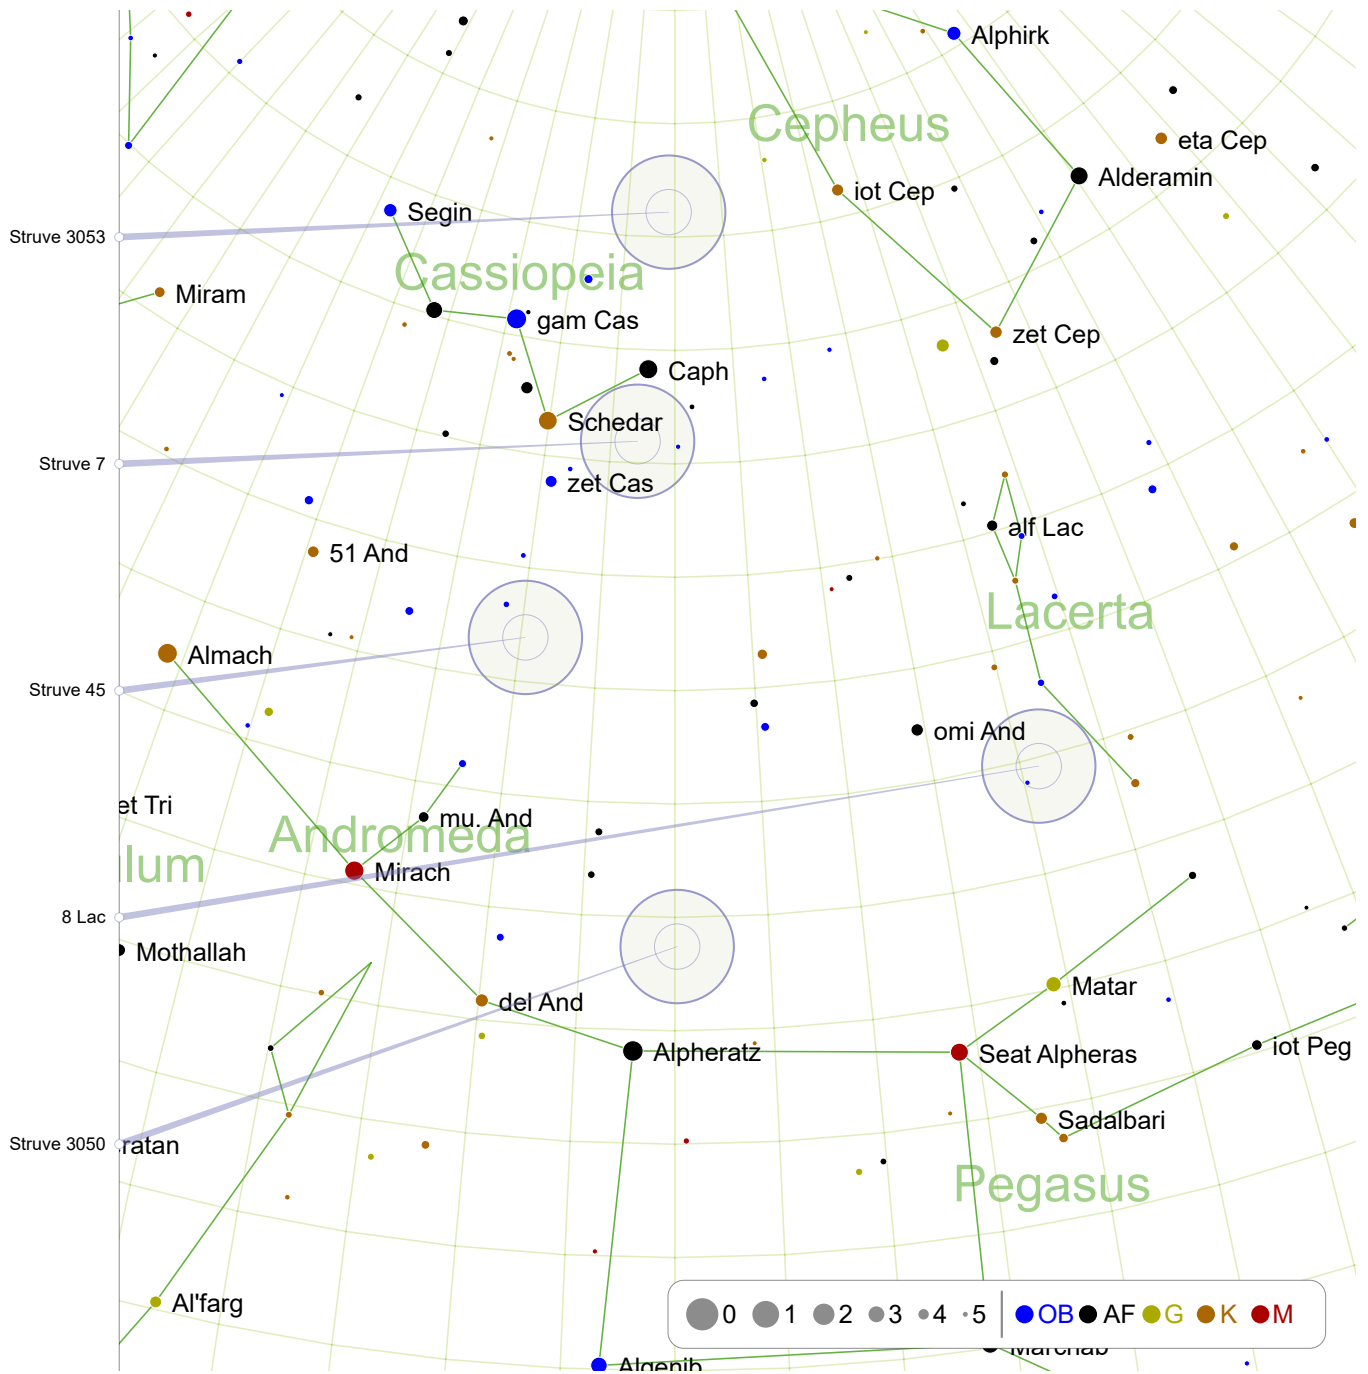 Alphirk
Cepheus
eta Cep
Alderamin
iot Cep
Segin
Struve 3053
Cassiopeia
Miram
gam Cas
zet Cep
Caph
Schedar
Struve 7
zet Cas
alf Lac
51 And
Lacerta
Almach
Struve 45
omi And
et Tri
mu. And
Andromeda
lum
Mirach
8 Lac
Mothallah
Matar
del And
Alpheratz
Seat Alpheras
iot Peg
Sadalbari
Struve 3050
ratan
Pegasus
Al'farg
0 1 2 3 4 5 OB AF G K M
Algenib
Marchab